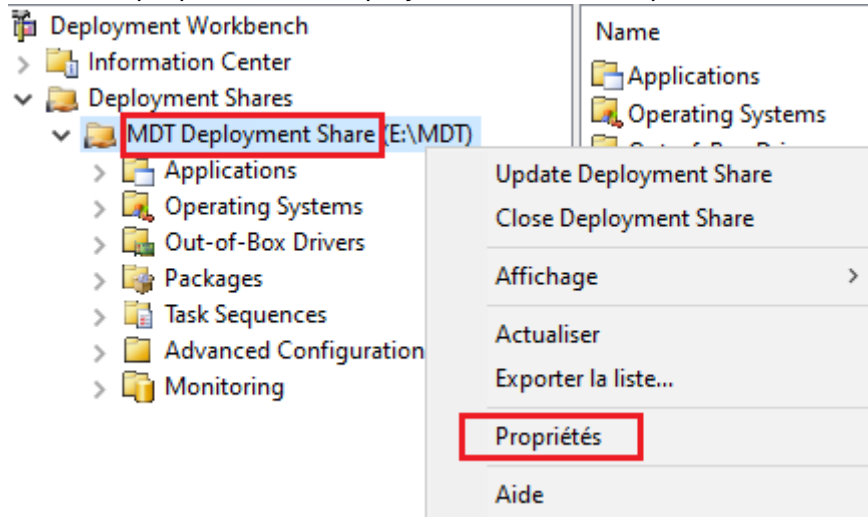 Deployment Workbench
Information Center
Deployment Shares
MDT Deployment Share (E:\MDT)
Applications
Operating Systems
Out-of-Box Drivers
Packages
Task Sequences
Advanced Configuration
Monitoring
Name
Applications
Operating Systems
Update Deployment Share
Close Deployment Share
Affichage
Actualiser
Exporter la liste...
Propriétés
Aide